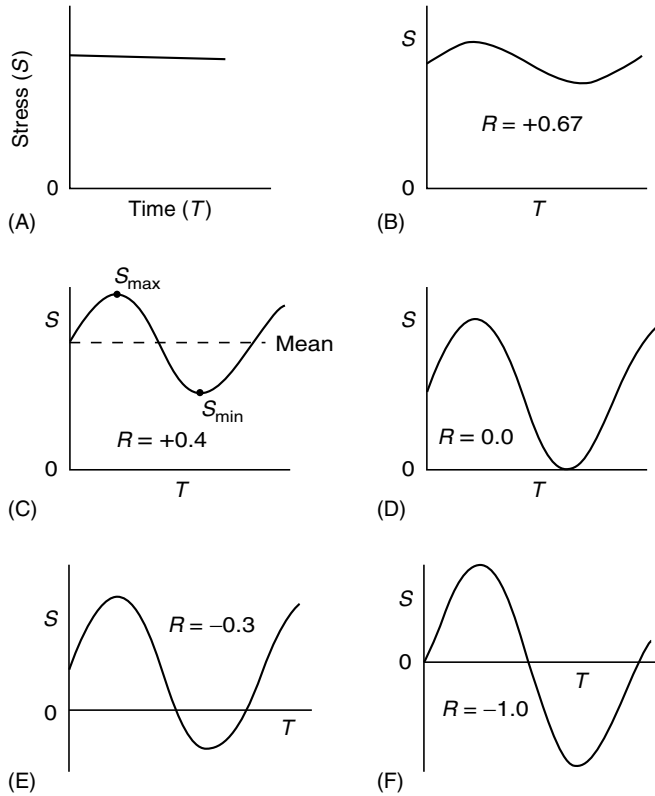 Stress (S)
0
Time (T)
(A)
S
R = +0.67
0
T
(B)
Smax
S
Mean
Smin
R = +0.4
0
T
(C)
S
R = 0.0
0
T
(D)
S
R = −0.3
0
T
(E)
S
0
T
R = −1.0
(F)